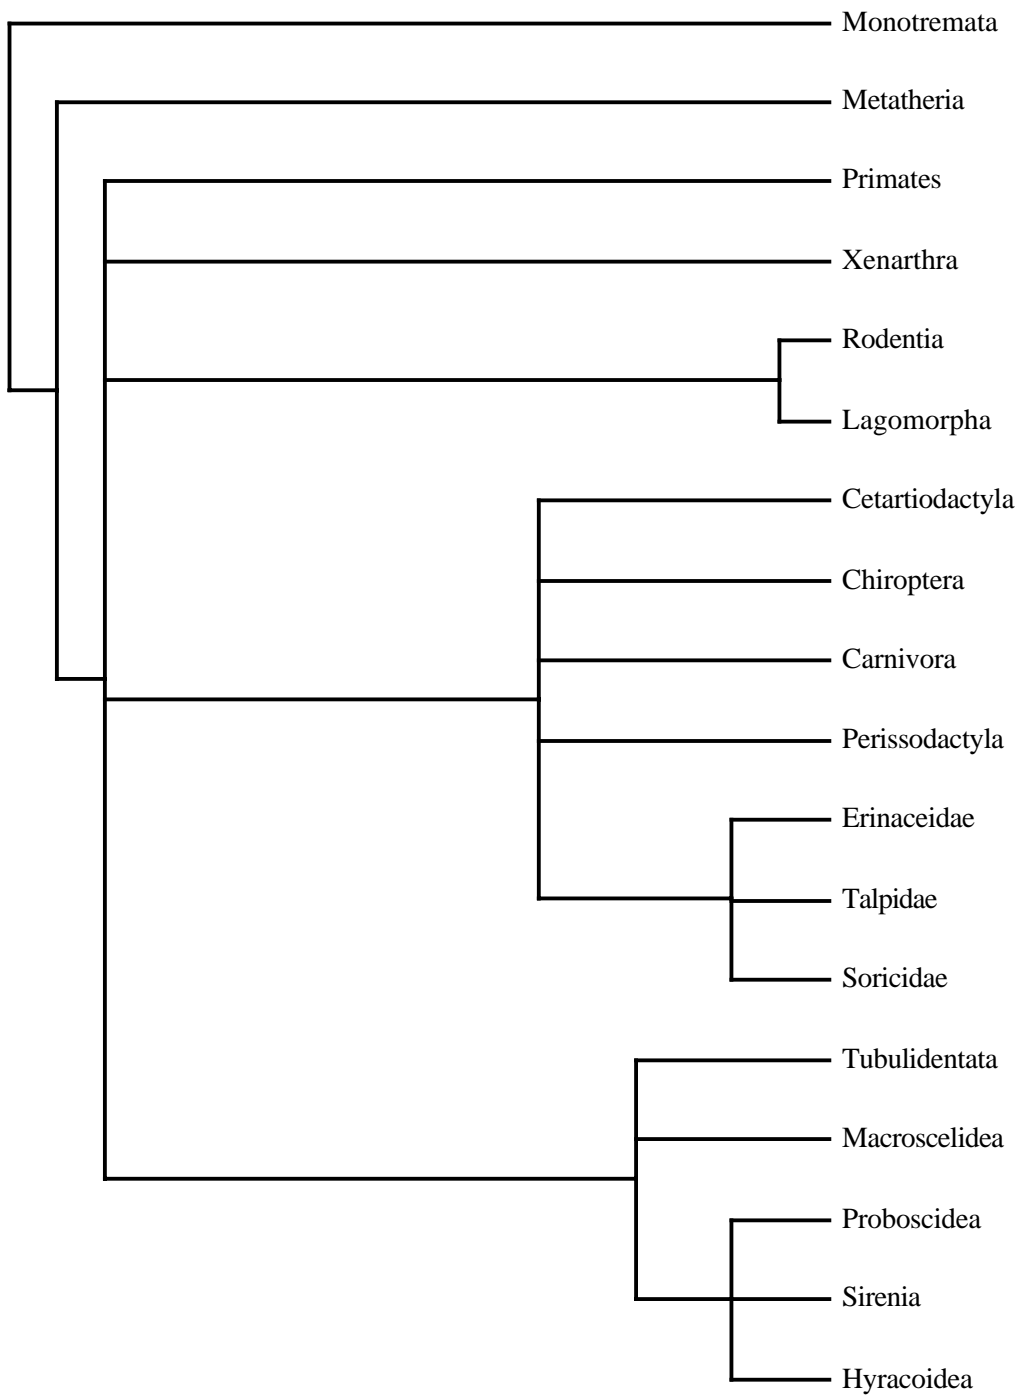 Monotremata
Metatheria
Primates
Xenarthra
Rodentia
Lagomorpha
Cetartiodactyla
Chiroptera
Carnivora
Perissodactyla
Erinaceidae
Talpidae
Soricidae
Tubulidentata
Macroscelidea
Proboscidea
Sirenia
Hyracoidea